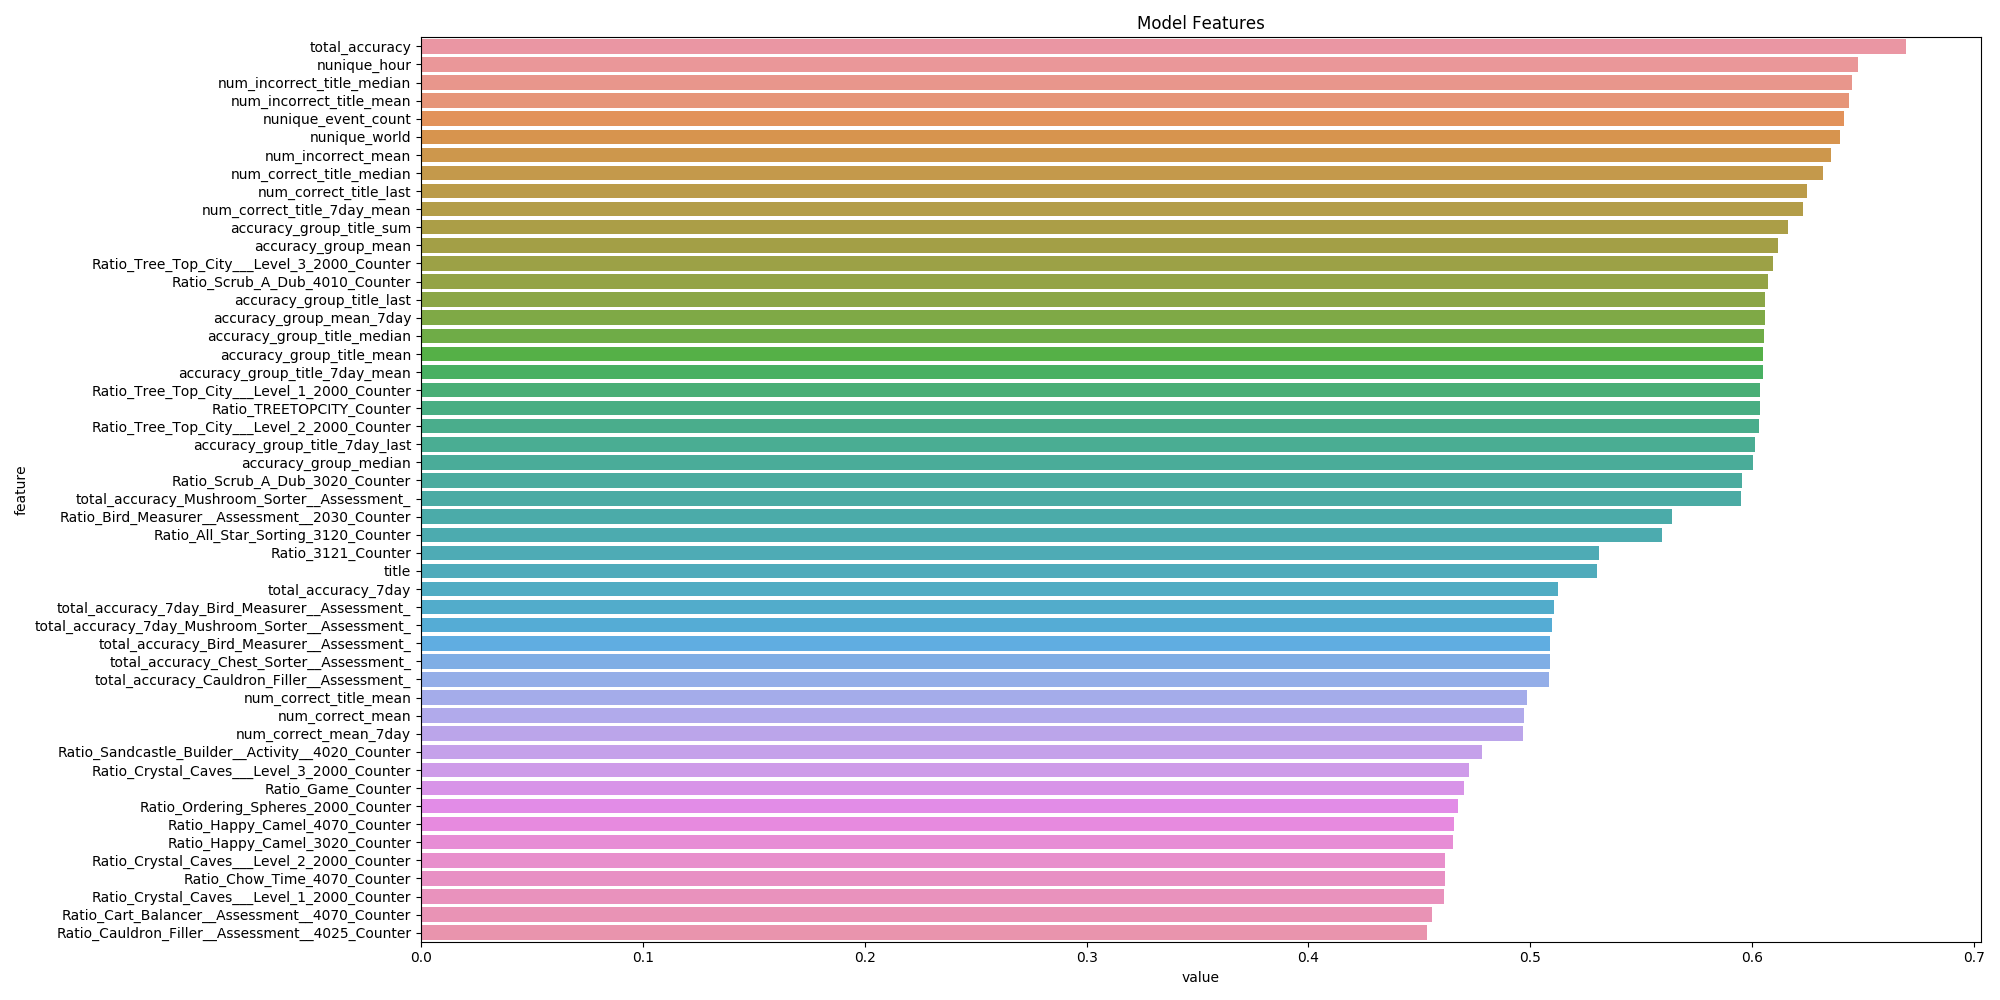 Model Features
total_accuracy
nunique_hour
num_incorrect_title_median
num_incorrect_title_mean
nunique_event_count
nunique_world
num_incorrect_mean
num_correct_title_median
num_correct_title_last
num_correct_title_7day_mean
accuracy_group_title_sum
accuracy_group_mean
Ratio_Tree_Top_City___Level_3_2000_Counter
Ratio_Scrub_A_Dub_4010_Counter
accuracy_group_title_last
accuracy_group_mean_7day
accuracy_group_title_median
accuracy_group_title_mean
accuracy_group_title_7day_mean
Ratio_Tree_Top_City___Level_1_2000_Counter
Ratio_TREETOPCITY_Counter
Ratio_Tree_Top_City___Level_2_2000_Counter
accuracy_group_title_7day_last
accuracy_group_median
Ratio_Scrub_A_Dub_3020_Counter
total_accuracy_Mushroom_Sorter__Assessment_
Ratio_Bird_Measurer__Assessment__2030_Counter
Ratio_All_Star_Sorting_3120_Counter
Ratio_3121_Counter
title
total_accuracy_7day
total_accuracy_7day_Bird_Measurer__Assessment_
total_accuracy_7day_Mushroom_Sorter__Assessment_
total_accuracy_Bird_Measurer__Assessment_
total_accuracy_Chest_Sorter__Assessment_
total_accuracy_Cauldron_Filler__Assessment_
num_correct_title_mean
num_correct_mean
num_correct_mean_7day
Ratio_Sandcastle_Builder__Activity__4020_Counter
Ratio_Crystal_Caves___Level_3_2000_Counter
Ratio_Game_Counter
Ratio_Ordering_Spheres_2000_Counter
Ratio_Happy_Camel_4070_Counter
Ratio_Happy_Camel_3020_Counter
Ratio_Crystal_Caves___Level_2_2000_Counter
Ratio_Chow_Time_4070_Counter
Ratio_Crystal_Caves___Level_1_2000_Counter
Ratio_Cart_Balancer__Assessment__4070_Counter
Ratio_Cauldron_Filler__Assessment__4025_Counter
feature
0.0 0.1 0.2 0.3 0.4 0.5 0.6 0.7
value